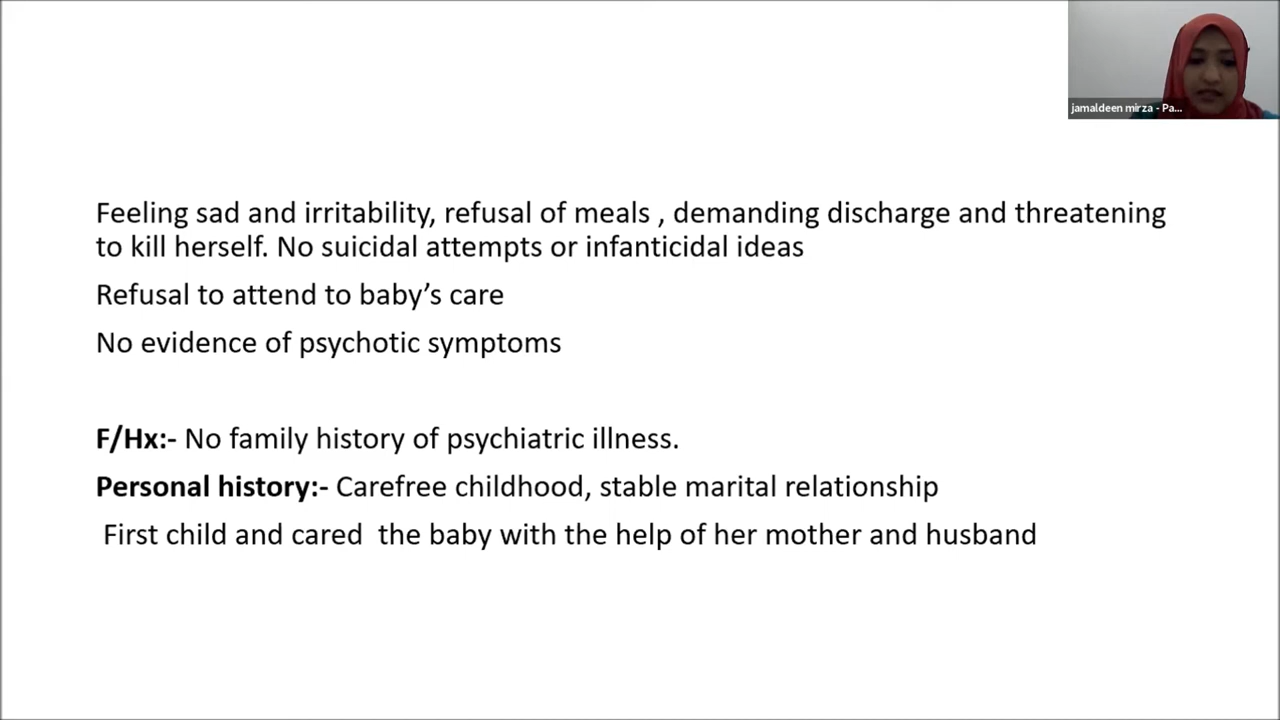 jamaldeen mirza - Pa...
Feeling sad and irritability, refusal of meals , demanding discharge and threatening
to kill herself. No suicidal attempts or infanticidal ideas
Refusal to attend to baby’s care
No evidence of psychotic symptoms
F/Hx:- No family history of psychiatric illness.
Personal history:- Carefree childhood, stable marital relationship
First child and cared  the baby with the help of her mother and husband